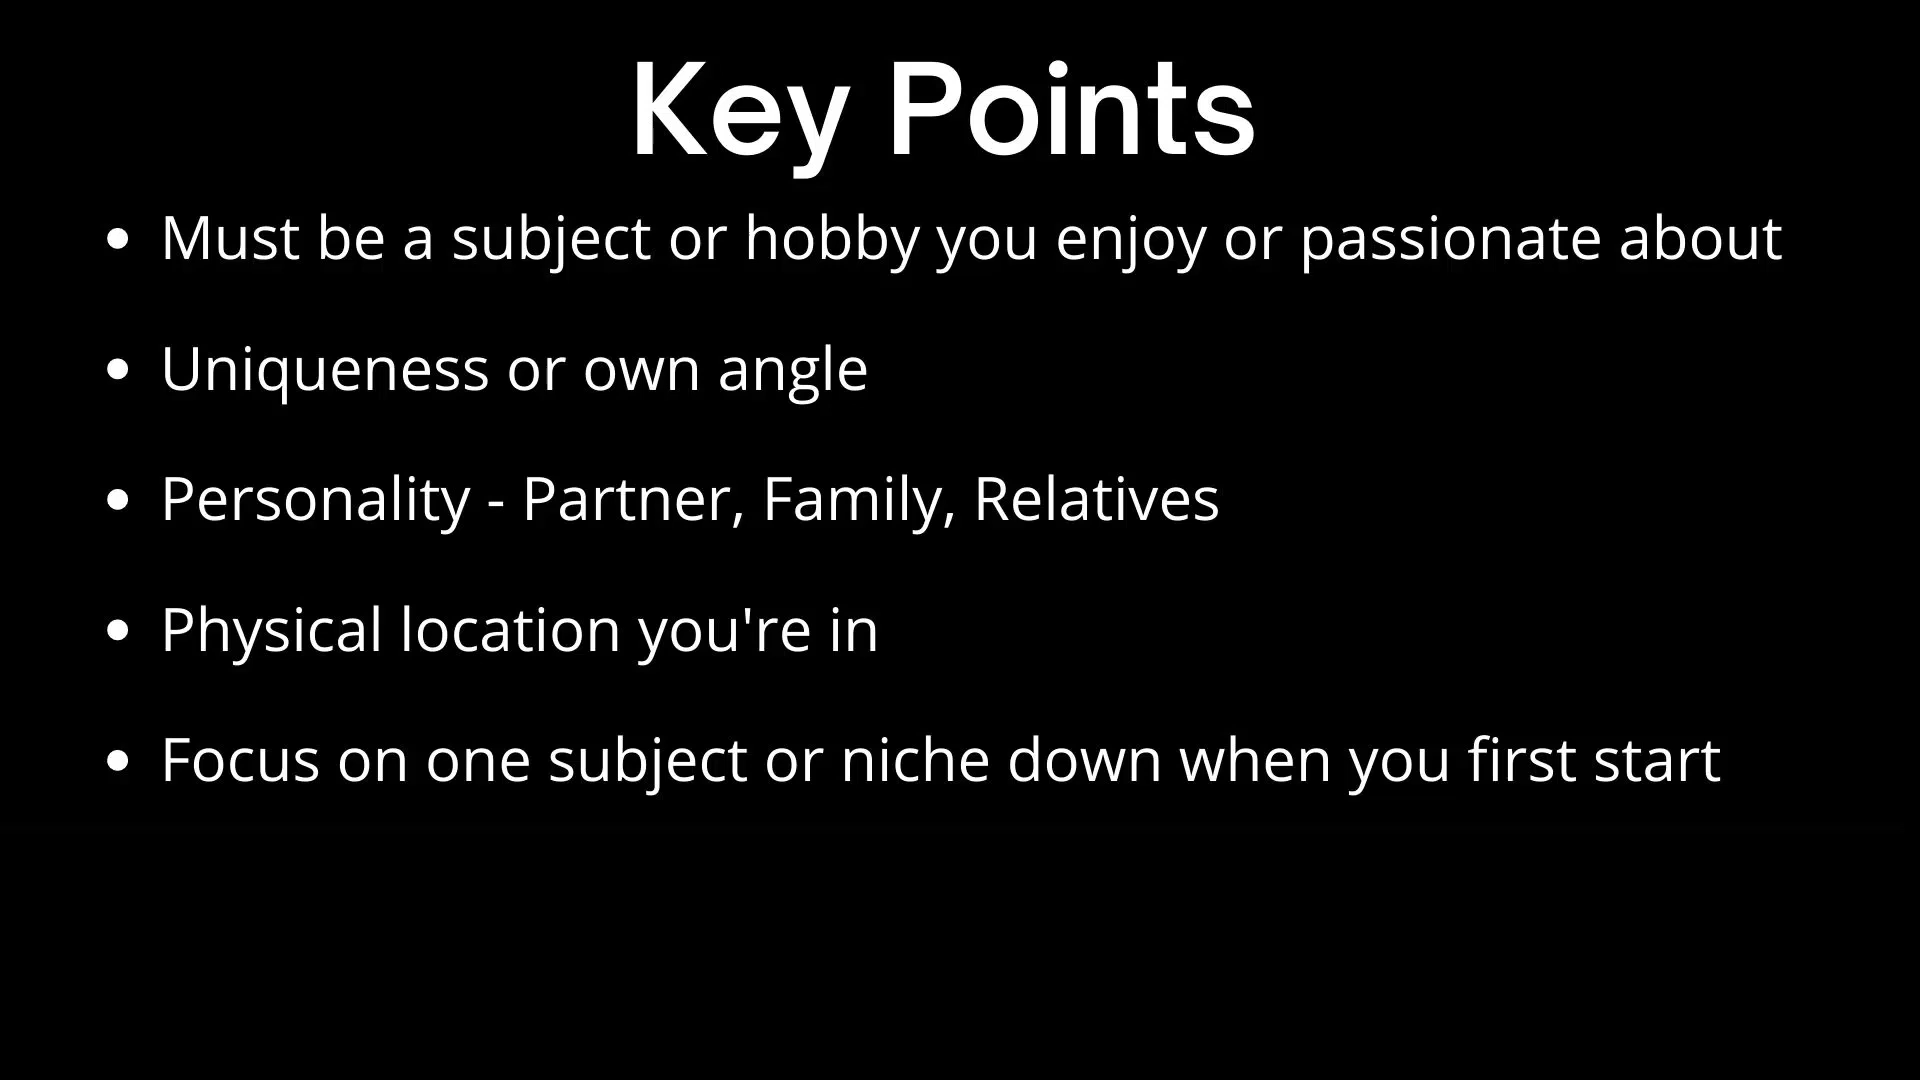 Key Points
• Must be a subject or hobby you enjoy or passionate about
• Uniqueness or own angle
• Personality - Partner, Family, Relatives
• Physical location you're in
• Focus on one subject or niche down when you first start